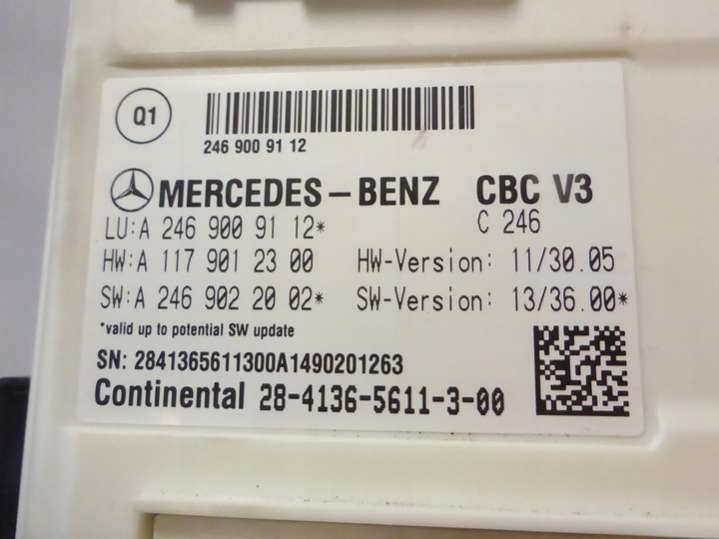 Q1
246 900 91 12
MERCEDES-BENZ CBC V3
LU:A 246 900 91 12* C 246
HW:A 117 901 23 00 HW-Version: 11/30.05
SW:A 246 902 20 02* SW-Version: 13/36.00*
*valid up to potential SW update
SN: 2841365611300A1490201263
Continental 28-4136-5611-3-00